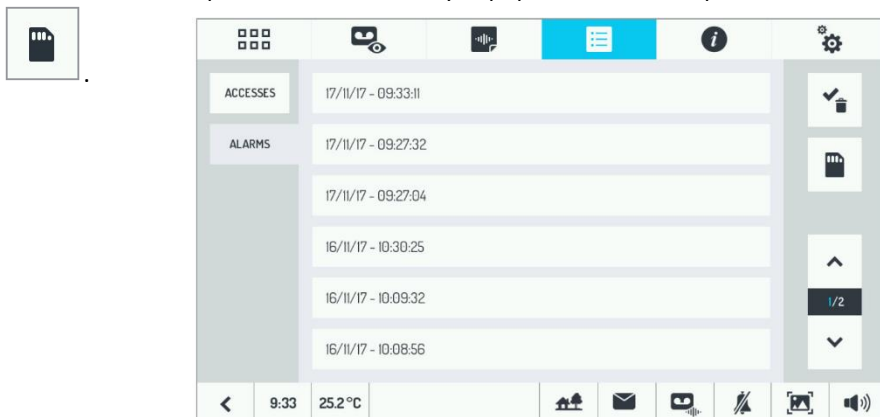 .
ACCESSES
17/11/17 - 09:33:11
ALARMS
17/11/17 - 09:27:32
17/11/17 - 09:27:04
16/11/17 - 10:30:25
16/11/17 - 10:09:32
1/2
16/11/17 - 10:08:56
9:33
25.2°C